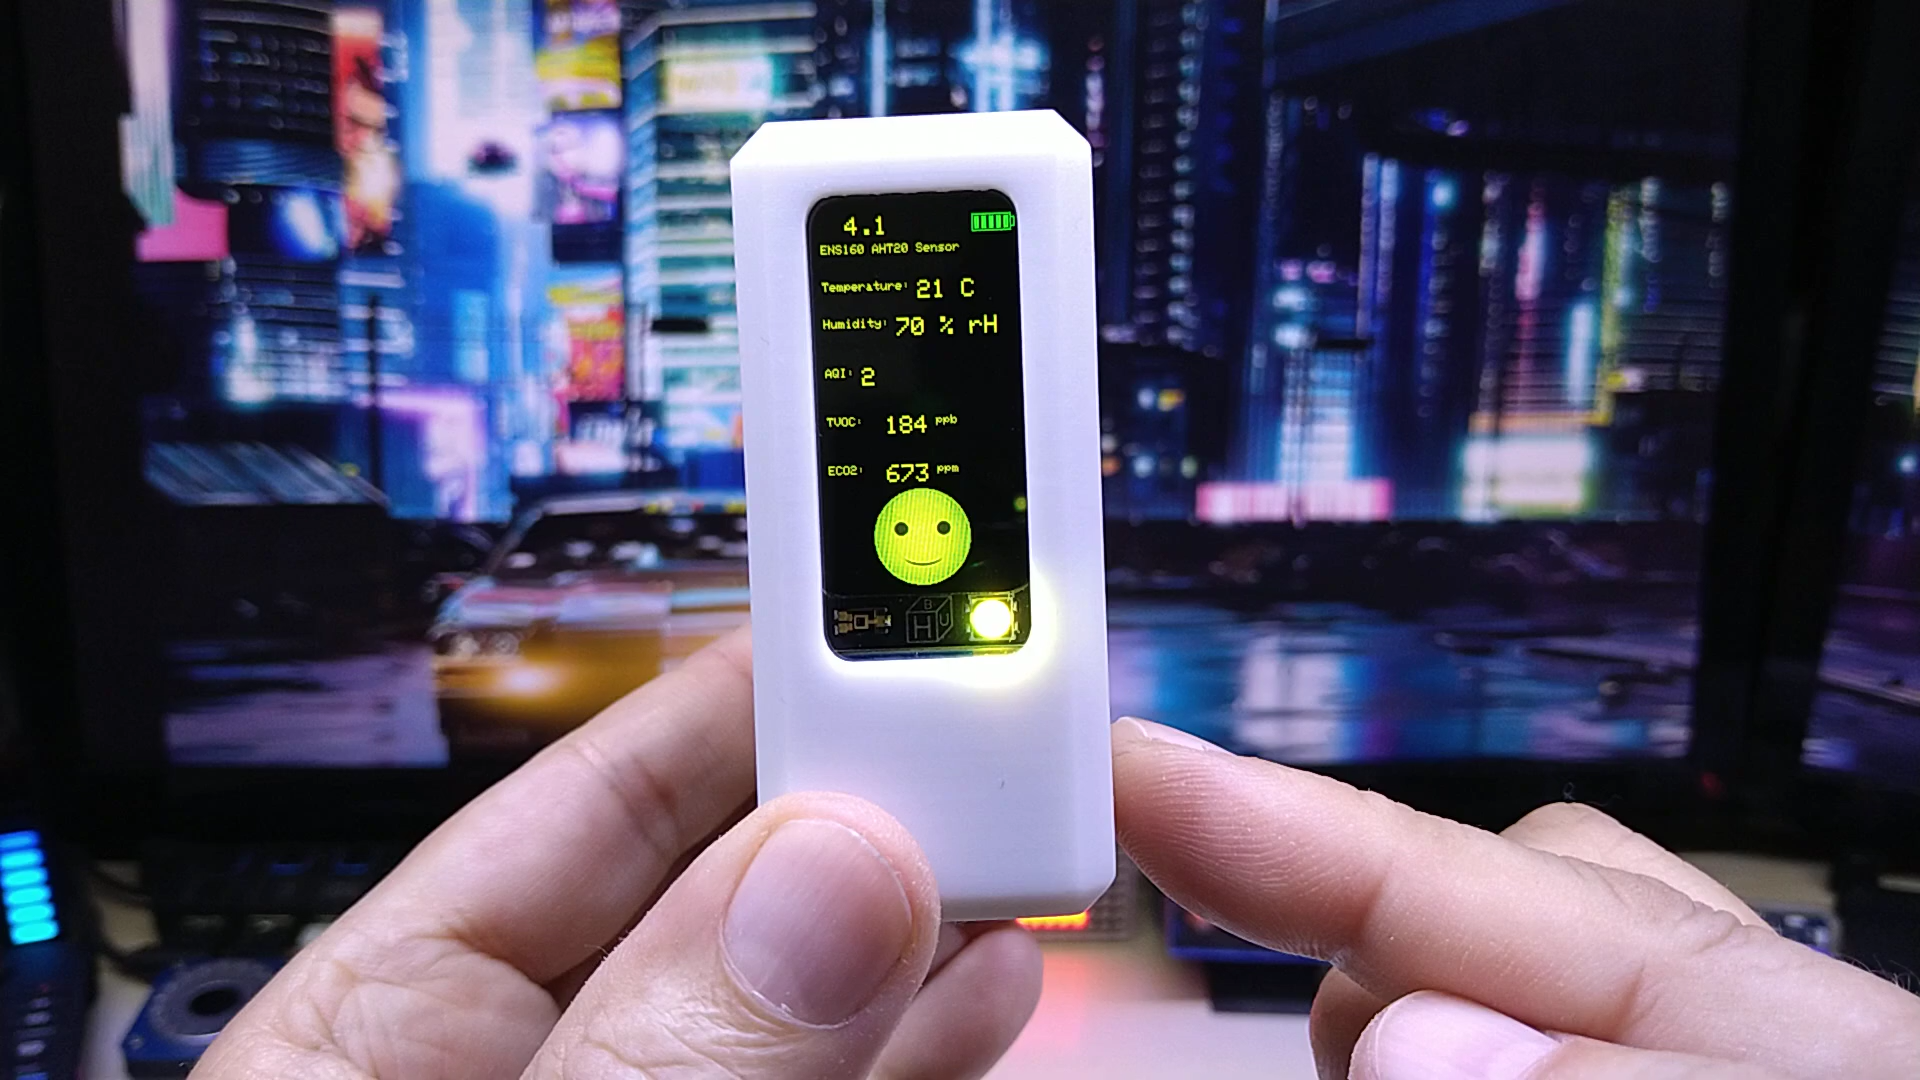 4.1
ENS160 AHT20 Sensor
Temperature: 21 C
Humidity: 70 % rH
AQI: 2
TVOC: 184 ppb
ECO2: 673 ppm
B
H U